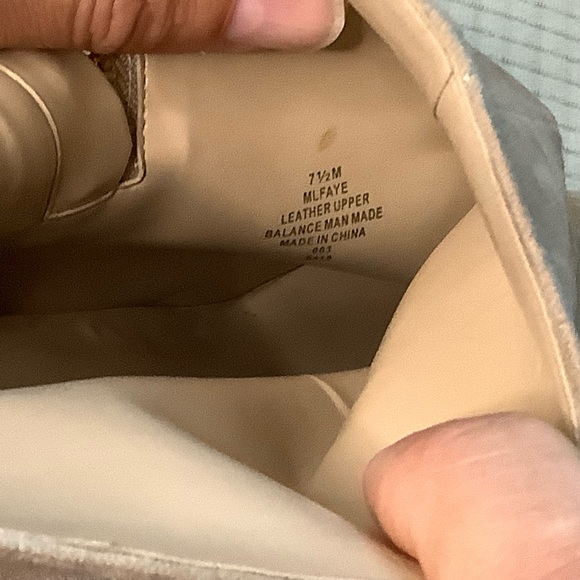 7½M
MLFAYE
LEATHER UPPER
BALANCE MAN MADE
MADE IN CHINA